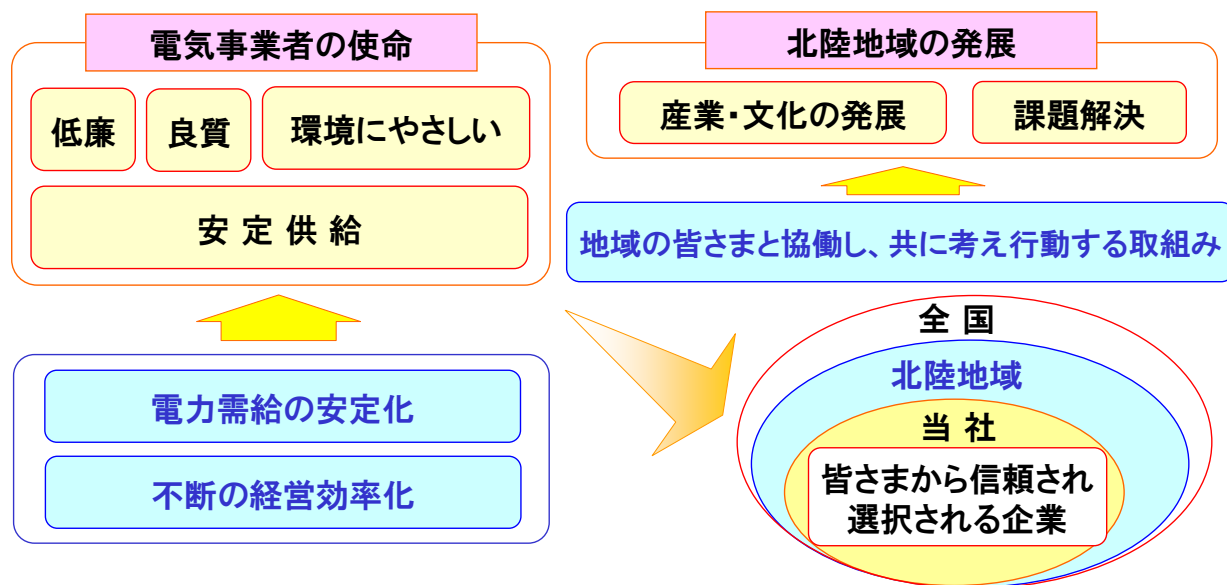 電気事業者の使命
低廉
良質
環境にやさしい
安 定 供 給
電力需給の安定化
不断の経営効率化
北陸地域の発展
産業・文化の発展
課題解決
地域の皆さまと協働し、共に考え行動する取組み
全 国
北陸地域
当 社
皆さまから信頼され
選択される企業